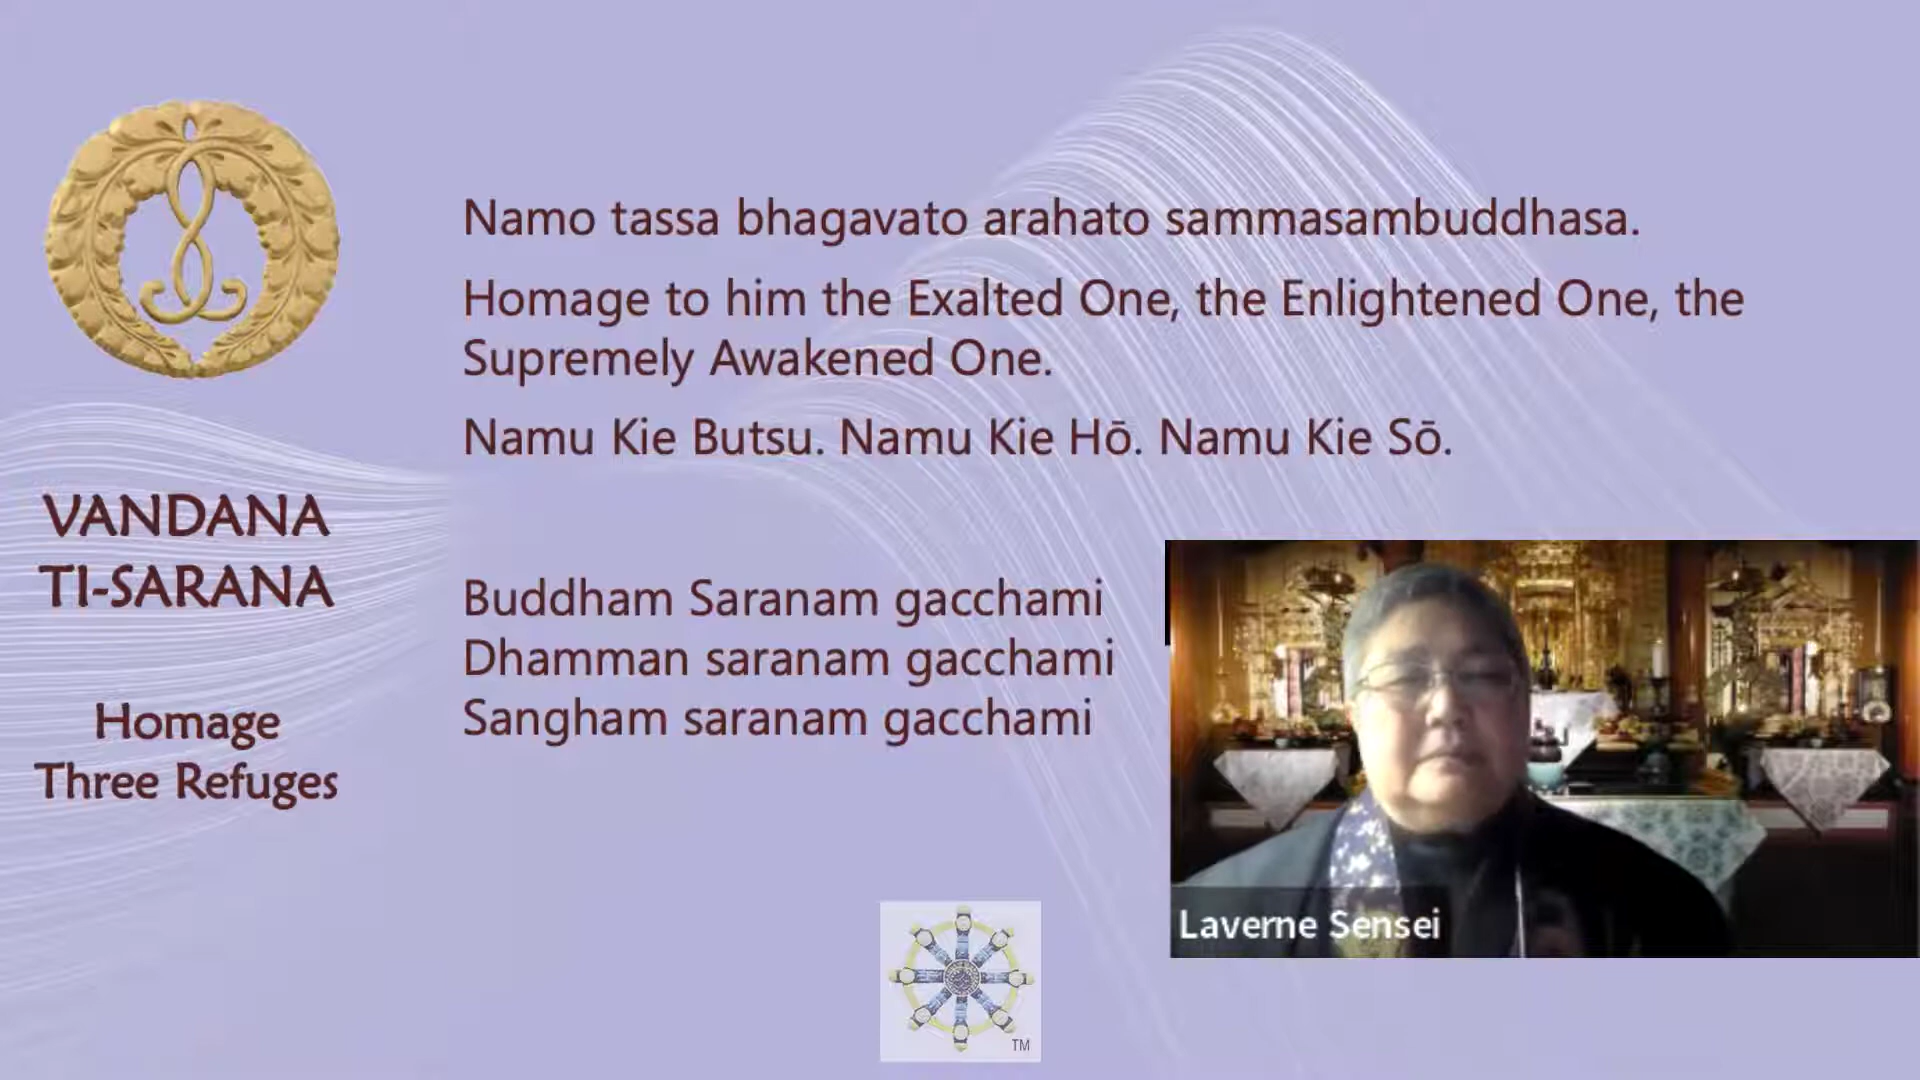 VANDANA
TI-SARANA
Homage
Three Refuges
Namo tassa bhagavato arahato sammasambuddhasa.
Homage to him the Exalted One, the Enlightened One, the
Supremely Awakened One.
Namu Kie Butsu. Namu Kie Hō. Namu Kie Sō.
Buddham Saranam gacchami
Dhamman saranam gacchami
Sangham saranam gacchami
Laverne Sensei
TM